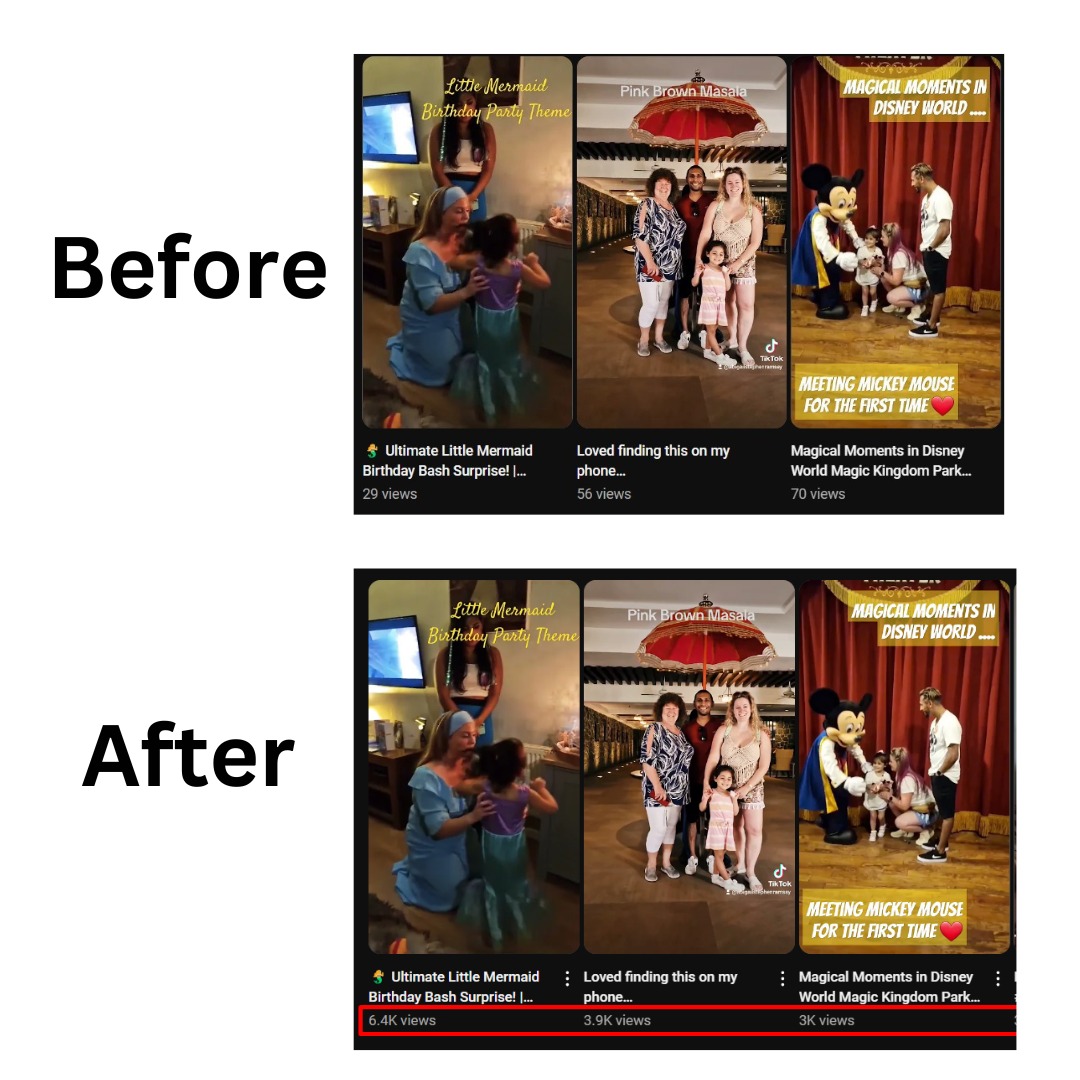 Before
Little Mermaid
Birthday Party Theme
Pink Brown Masala
MAGICAL MOMENTS IN
DISNEY WORLD ....
TikTok
MEETING MICKEY MOUSE
FOR THE FIRST TIME ❤️
🧜‍♀️ Ultimate Little Mermaid
Birthday Bash Surprise! |...
29 views
Loved finding this on my
phone...
56 views
Magical Moments in Disney
World Magic Kingdom Park...
70 views
After
Little Mermaid
Birthday Party Theme
Pink Brown Masala
MAGICAL MOMENTS IN
DISNEY WORLD ....
TikTok
MEETING MICKEY MOUSE
FOR THE FIRST TIME ❤️
🧜‍♀️ Ultimate Little Mermaid
Birthday Bash Surprise! |...
6.4K views
Loved finding this on my
phone...
3.9K views
Magical Moments in Disney
World Magic Kingdom Park...
3K views